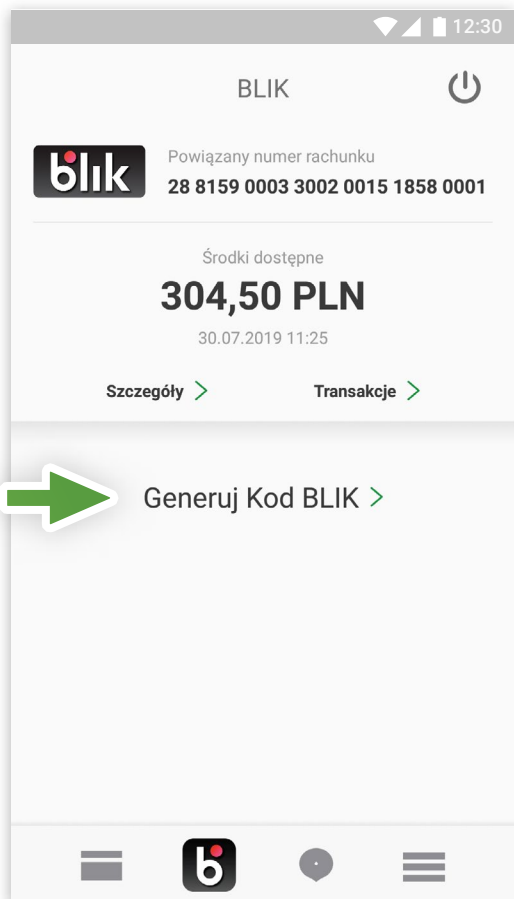 12:30
BLIK
blik
Powiązany numer rachunku
28 8159 0003 3002 0015 1858 0001
Środki dostępne
304,50 PLN
30.07.2019 11:25
Szczegóły
Transakcje
Generuj Kod BLIK
b